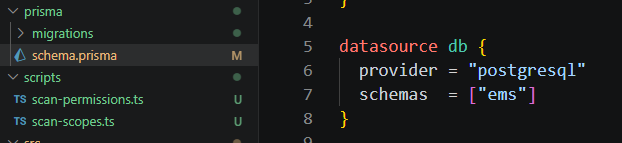 prisma
migrations
schema.prisma M
scripts
TS scan-permissions.ts U
TS scan-scopes.ts U
}
4
5 datasource db {
6 provider = "postgresql"
7 schemas = ["ems"]
8 }